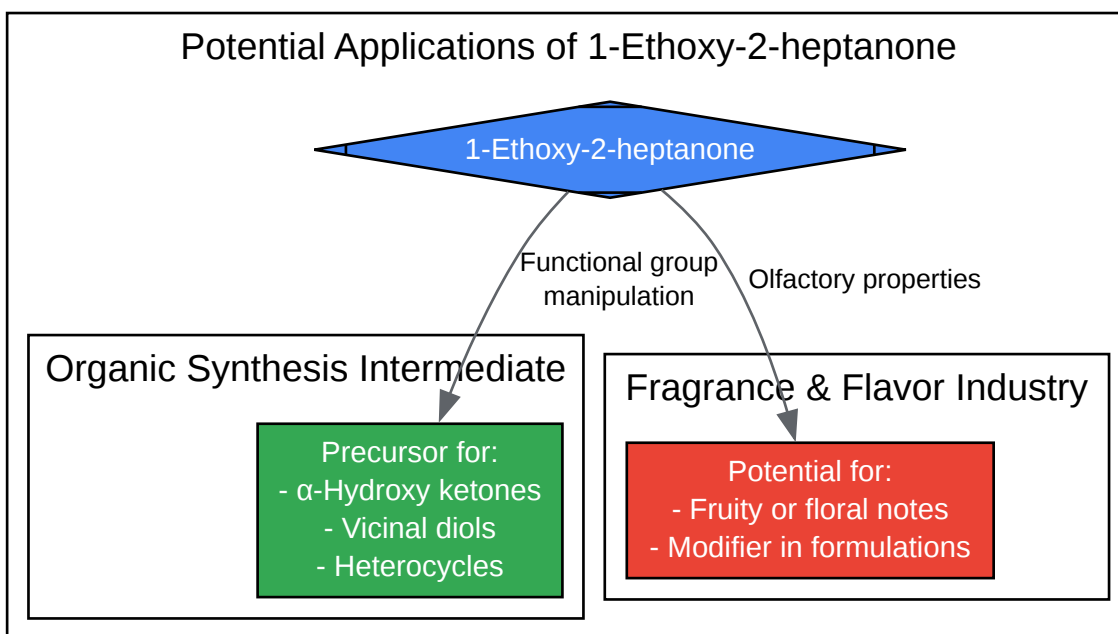 Potential Applications of 1-Ethoxy-2-heptanone
1-Ethoxy-2-heptanone
Functional group
manipulation
Olfactory properties
Organic Synthesis Intermediate
Precursor for:
- α-Hydroxy ketones
- Vicinal diols
- Heterocycles
Fragrance & Flavor Industry
Potential for:
- Fruity or floral notes
- Modifier in formulations